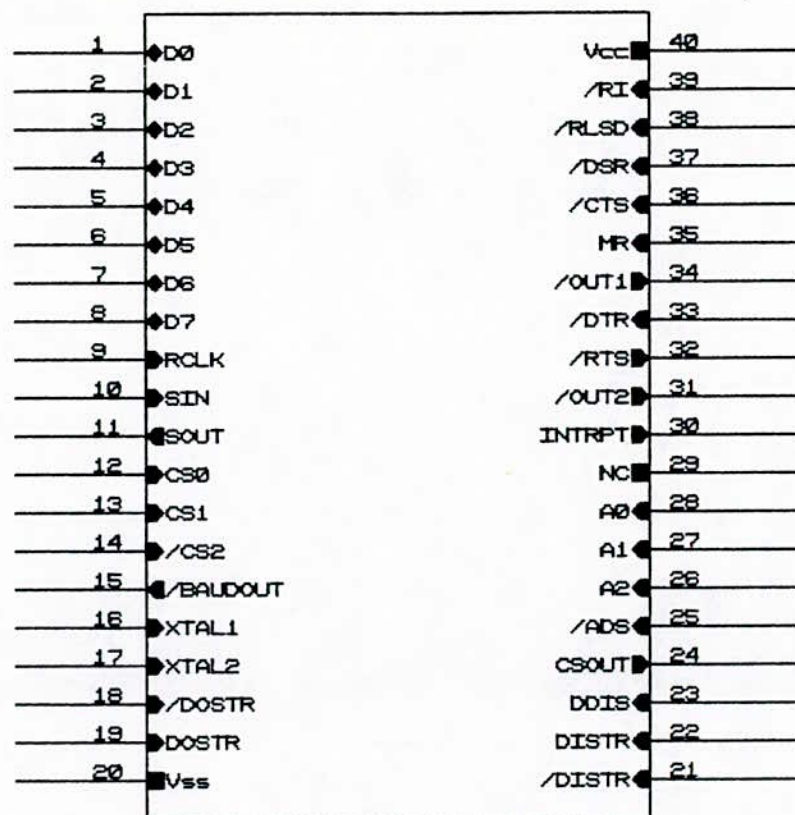 1 D0 Vcc 40
2 D1 /RI 39
3 D2 /RLSD 38
4 D3 /DSR 37
5 D4 /CTS 36
6 D5 MR 35
7 D6 /OUT1 34
8 D7 /DTR 33
9 RCLK /RTS 32
10 SIN /OUT2 31
11 SOUT INTRPT 30
12 CS0 NC 29
13 CS1 A0 28
14 /CS2 A1 27
15 /BAUDOUT A2 26
16 XTAL1 /ADS 25
17 XTAL2 CSOUT 24
18 /DOSTR DDIS 23
19 DOSTR DISTR 22
20 Vss /DISTR 21